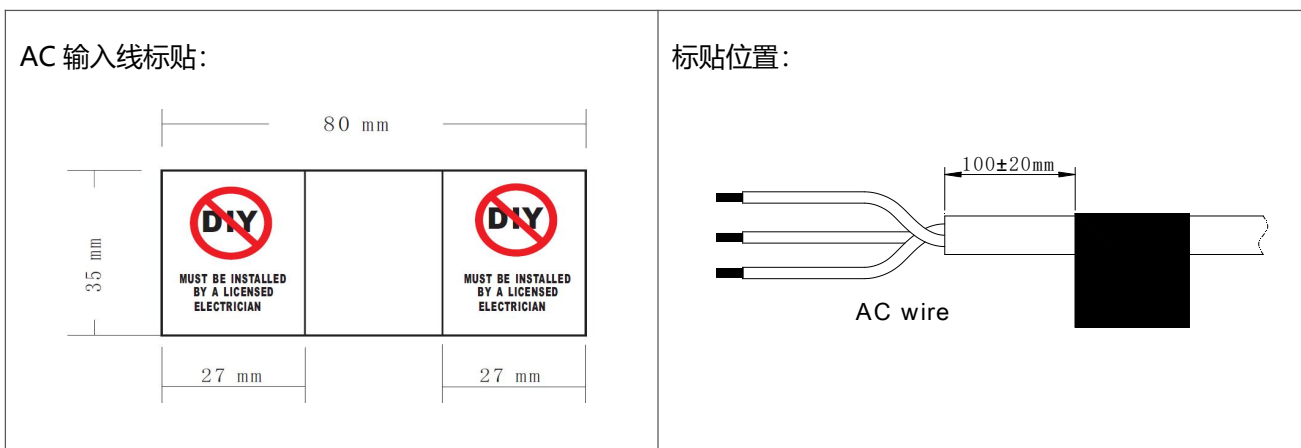 AC 输入线标贴：
80 mm
35 mm
DIY
MUST BE INSTALLED
BY A LICENSED
ELECTRICIAN
DIY
MUST BE INSTALLED
BY A LICENSED
ELECTRICIAN
27 mm
27 mm
标贴位置：
100±20mm
AC wire